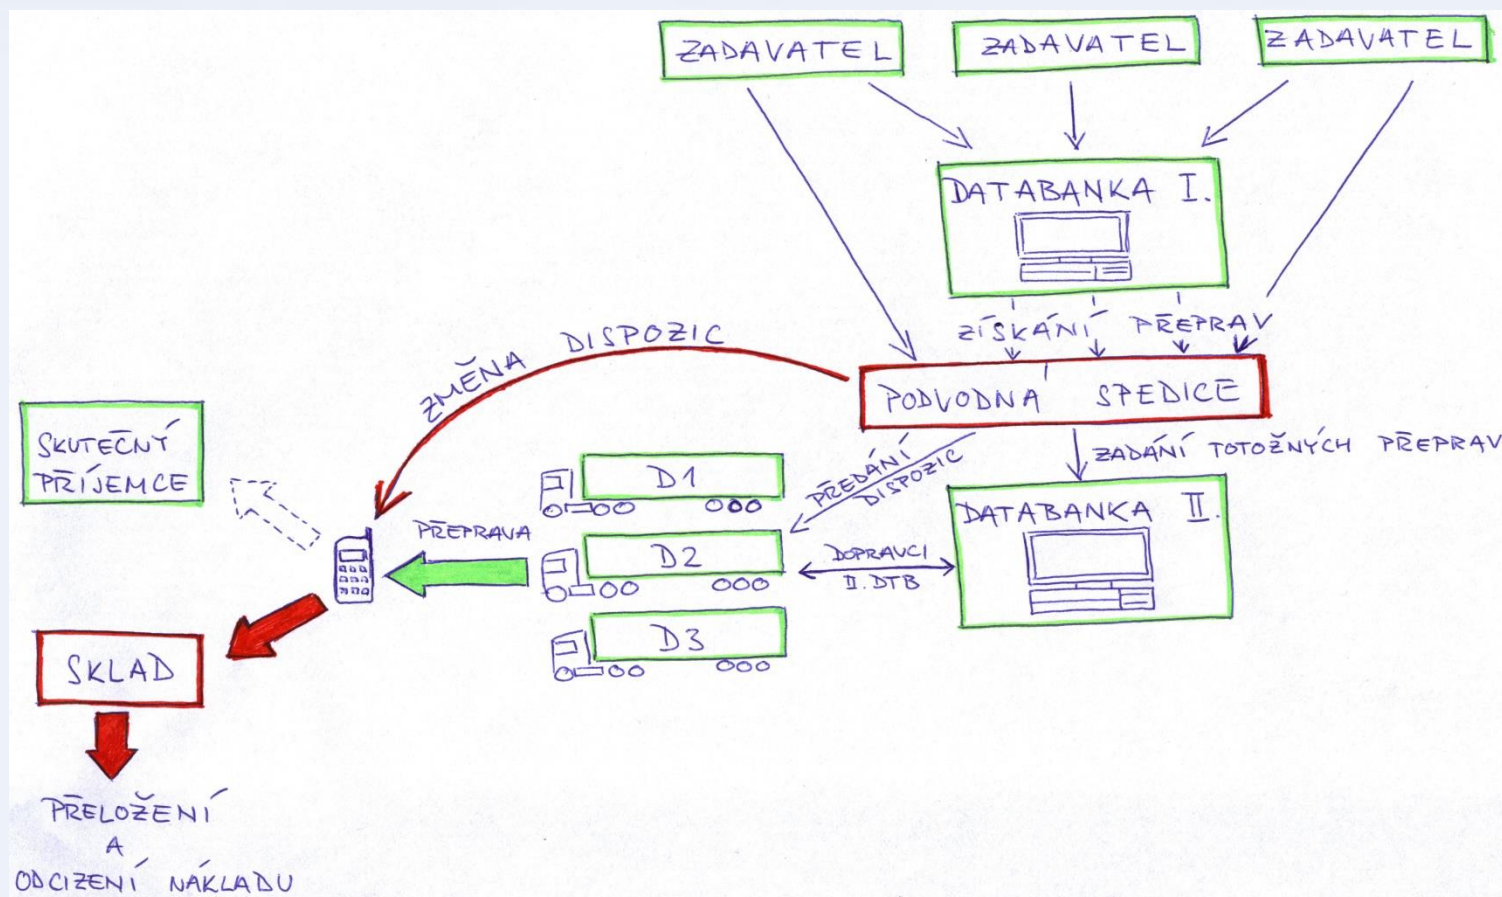 ZADAVATEL
ZADAVATEL
ZADAVATEL
DATABANKA I.
ZÍSKÁNÍ PŘEPRAV
ZMĚNA DISPOZIC
PODVODNÁ SPEDICE
SKUTEČNÝ
PŘÍJEMCE
PŘEDÁNÍ
DISPOZIC
ZADÁNÍ TOTOŽNÝCH PŘEPRAV
D1
DATABANKA II.
PŘEPRAVA
D2
DOPRAVCI
II. DTB
D3
SKLAD
PŘELOŽENÍ
A
ODCIZENÍ NÁKLADU